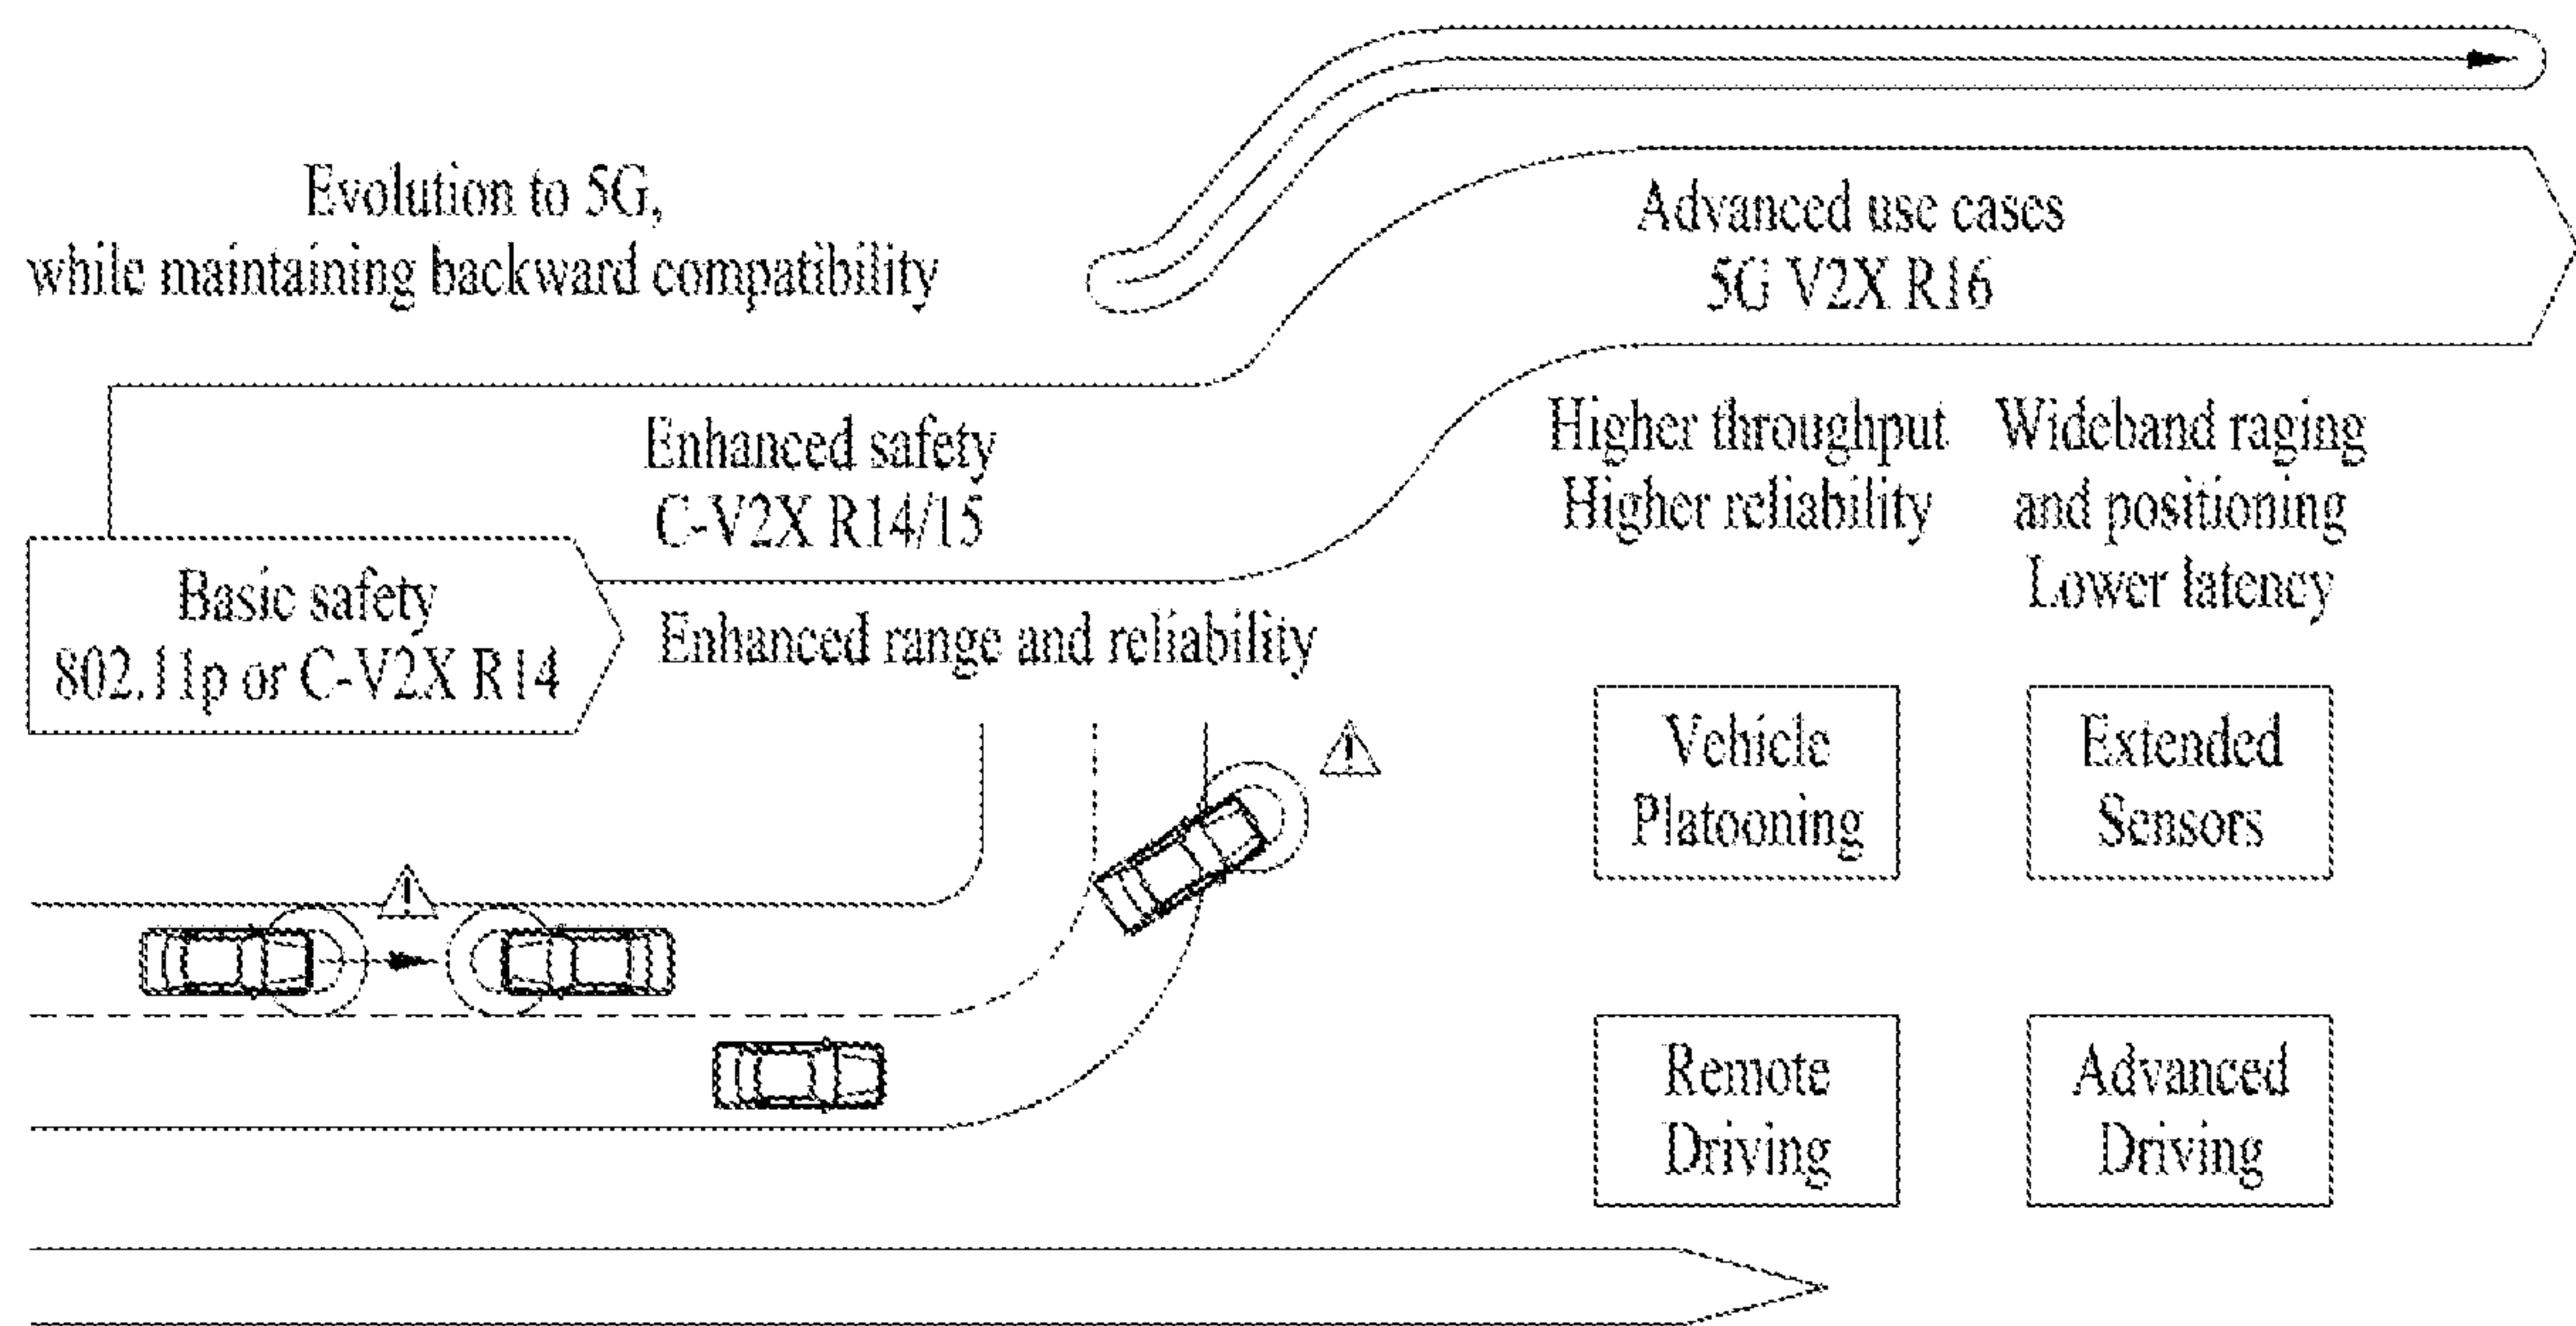 Evolution to 5G,
while maintaining backward compatibility
Advanced use cases
5G V2X R16
Enhanced safety
C-V2X R14/15
Higher throughput
Higher reliability
Wideband raging
and positioning
Lower latency
Basic safety
802.11p or C-V2X R14
Enhanced range and reliability
Vehicle
Platooning
Extended
Sensors
Remote
Driving
Advanced
Driving